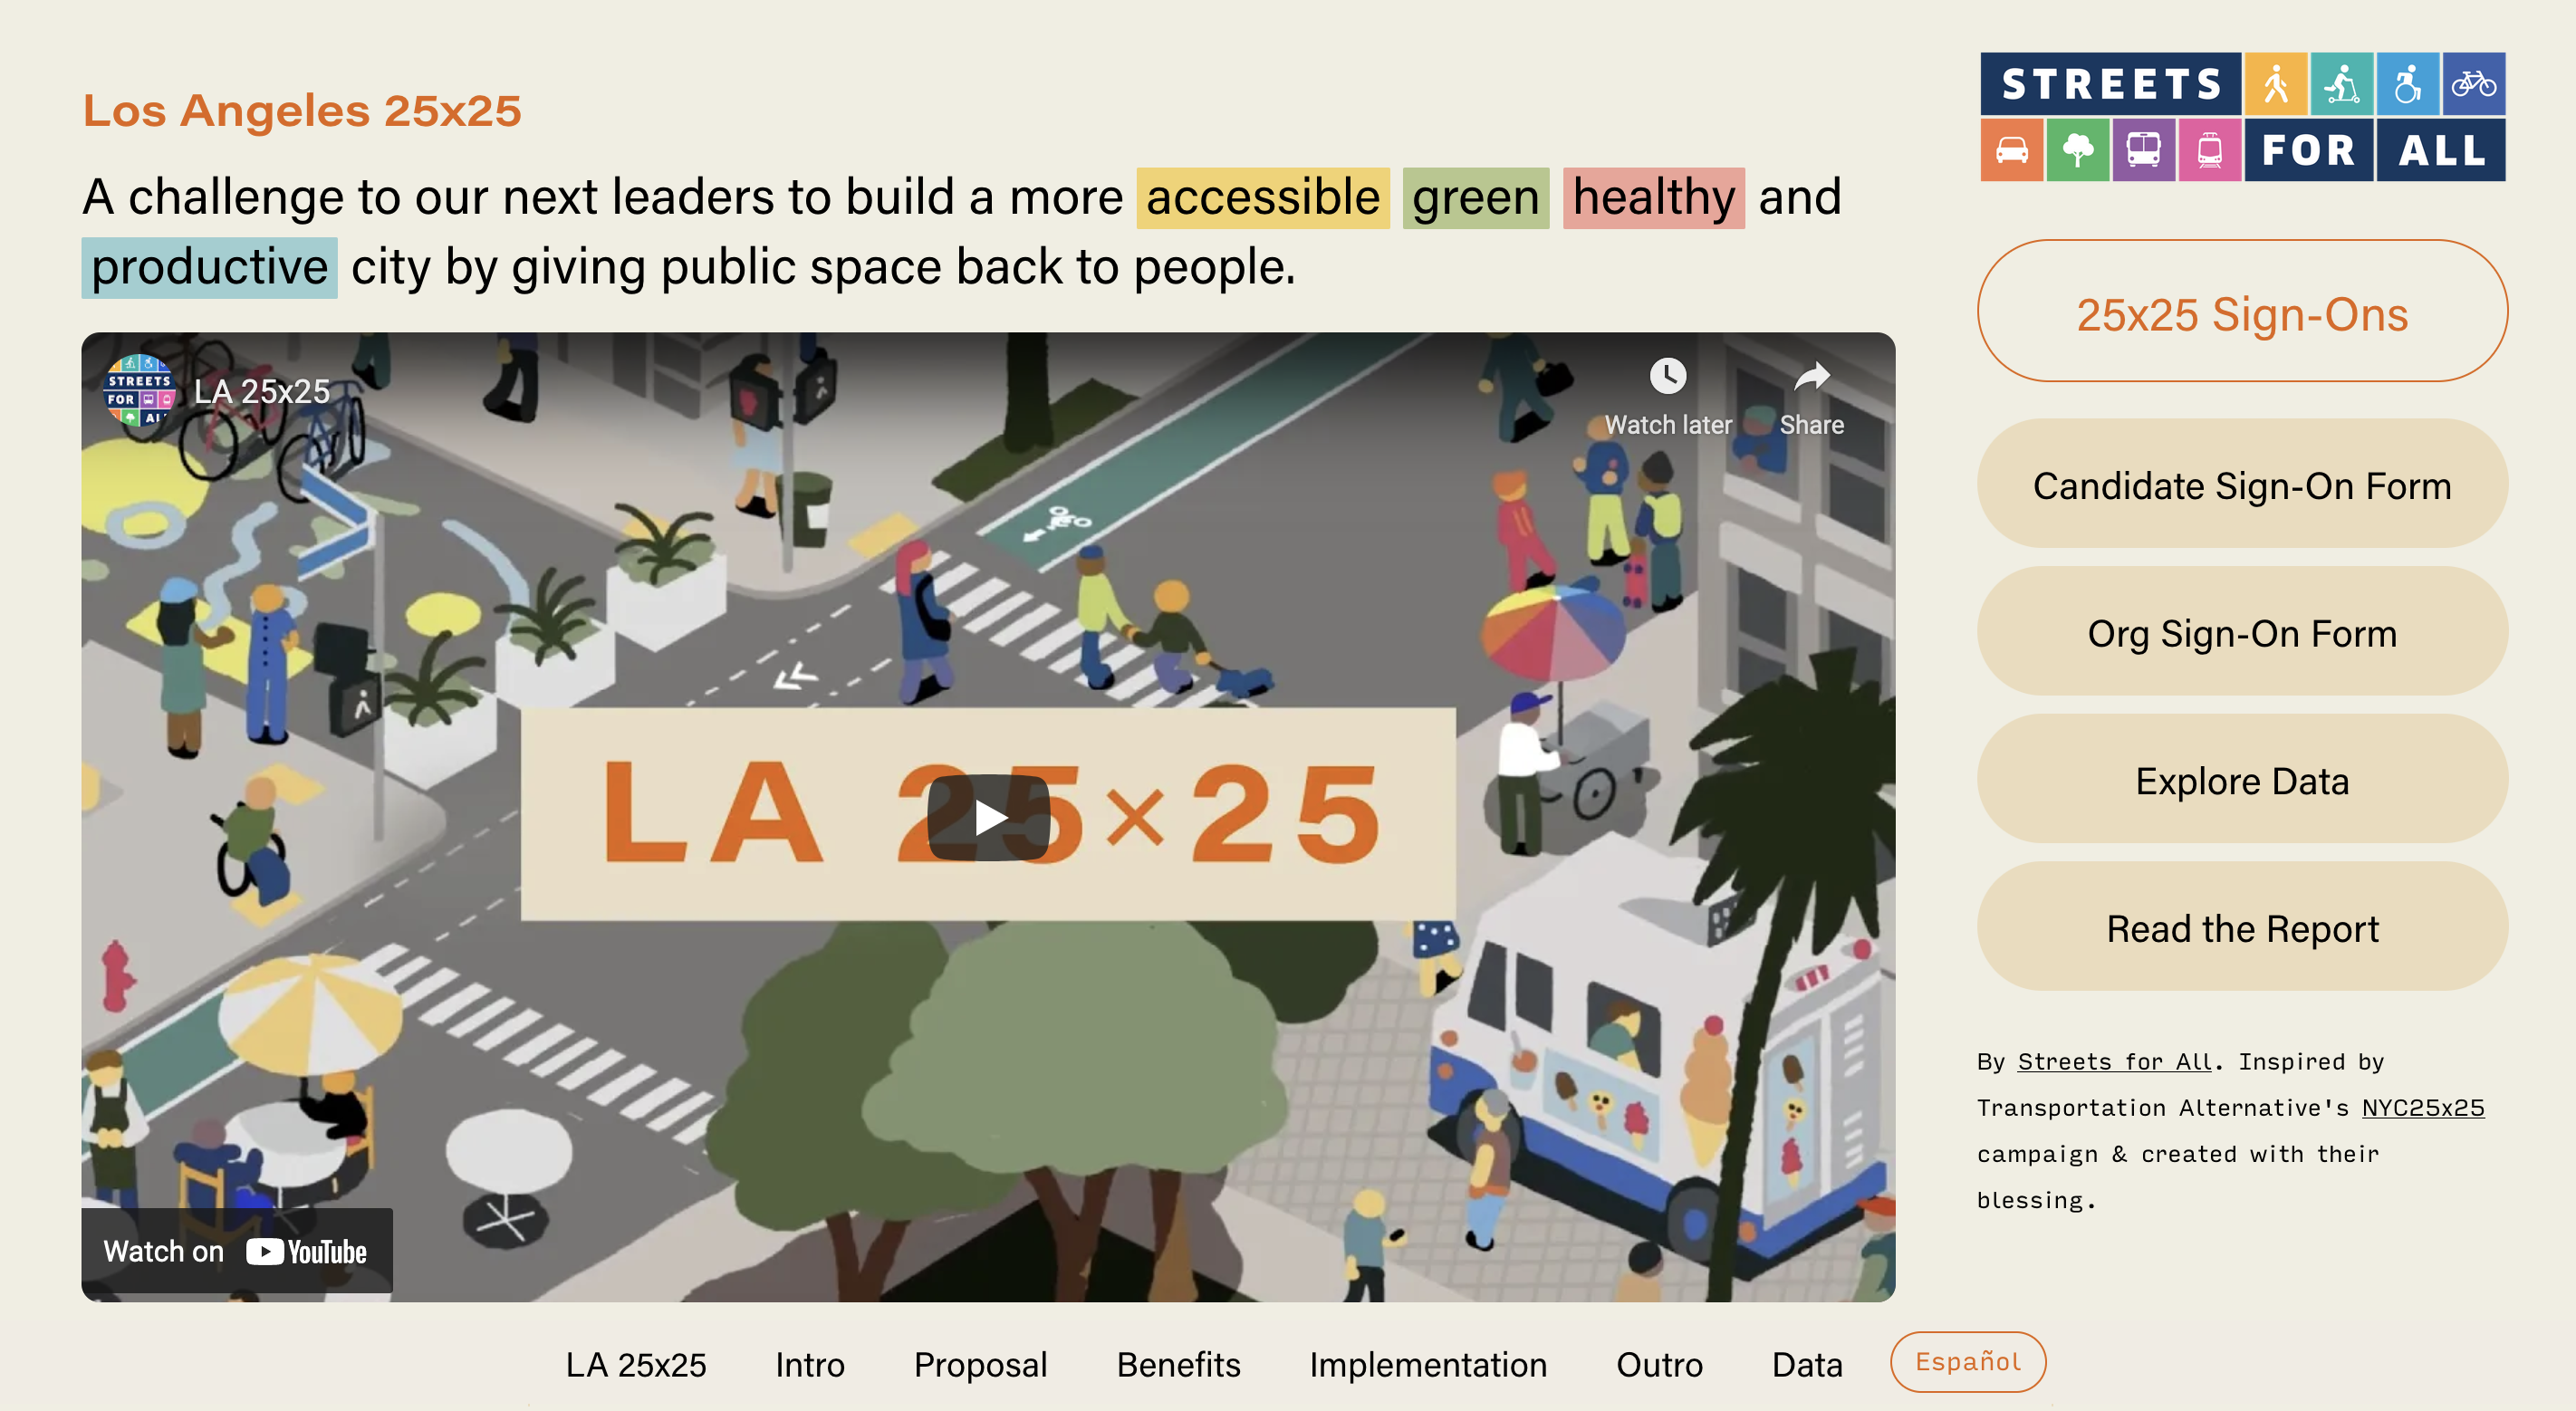 Los Angeles 25x25
A challenge to our next leaders to build a more accessible green healthy and
productive city by giving public space back to people.
STREETS
FOR ALL
LA 25x25
Watch later
Share
STREETS
FOR
LA 25×25
Watch on YouTube
25x25 Sign-Ons
Candidate Sign-On Form
Org Sign-On Form
Explore Data
Read the Report
By Streets for All. Inspired by
Transportation Alternative's NYC25x25
campaign & created with their
blessing.
LA 25x25 Intro Proposal Benefits Implementation Outro Data Español